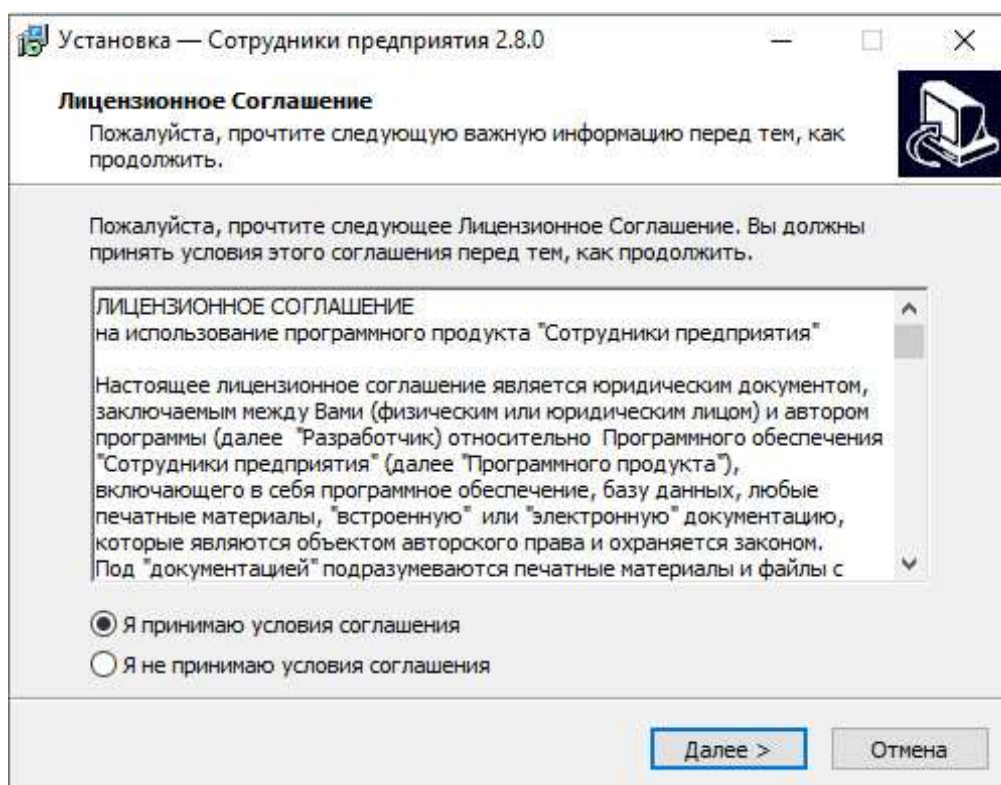 Установка — Сотрудники предприятия 2.8.0
Лицензионное Соглашение
Пожалуйста, прочтите следующую важную информацию перед тем, как
продолжить.
Пожалуйста, прочтите следующее Лицензионное Соглашение. Вы должны
принять условия этого соглашения перед тем, как продолжить.
ЛИЦЕНЗИОННОЕ СОГЛАШЕНИЕ
на использование программного продукта "Сотрудники предприятия"
Настоящее лицензионное соглашение является юридическим документом,
заключаемым между Вами (физическим или юридическим лицом) и автором
программы (далее  "Разработчик) относительно  Программного обеспечения
"Сотрудники предприятия" (далее "Программного продукта"),
включающего в себя программное обеспечение, базу данных, любые
печатные материалы, "встроенную"  или "электронную" документацию,
которые являются объектом авторского права и охраняется законом.
Под "документацией" подразумеваются печатные материалы и файлы с
Я принимаю условия соглашения
Я не принимаю условия соглашения
Далее >
Отмена